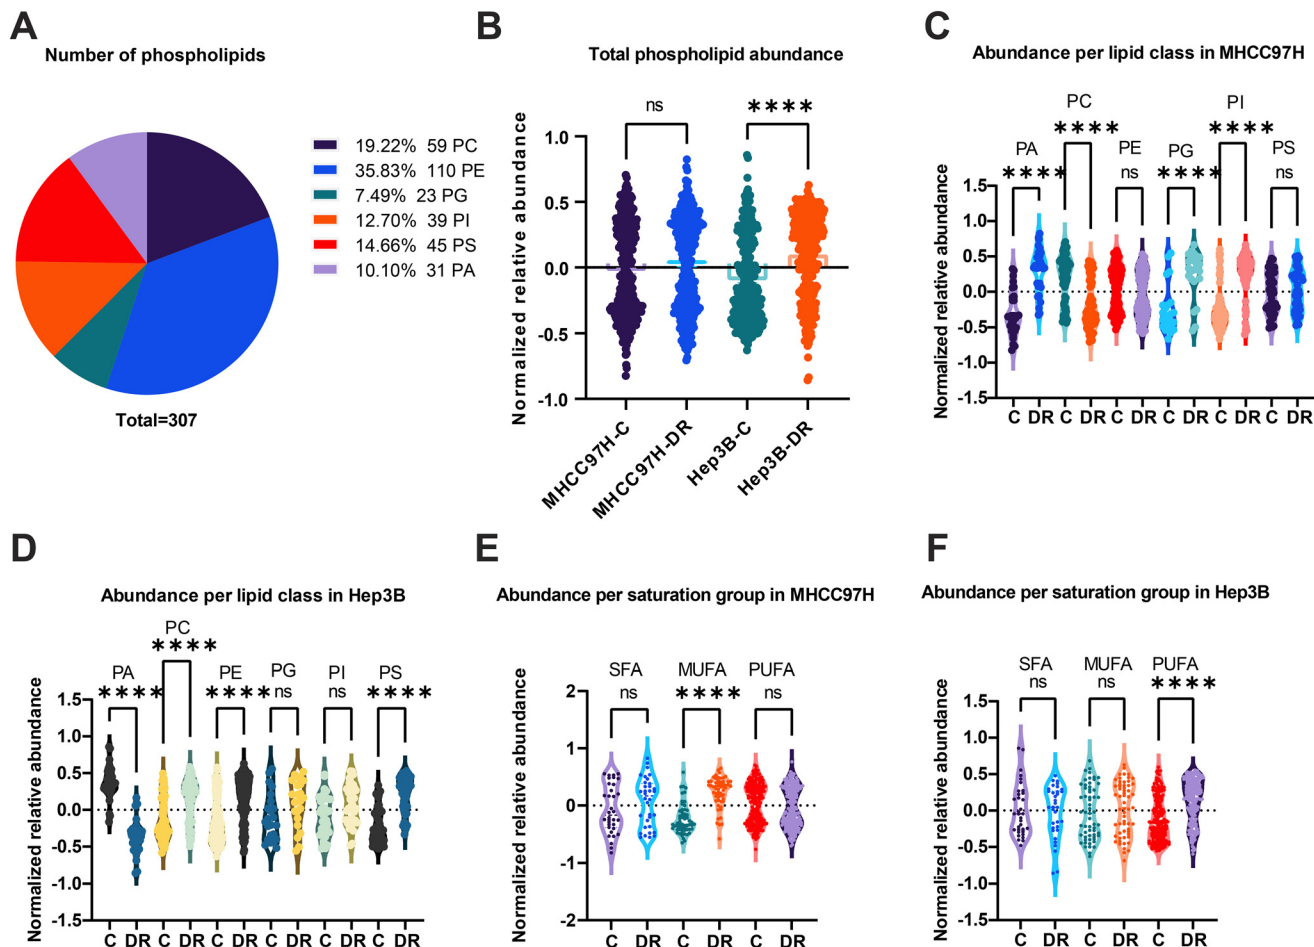 A
Number of phospolipids
19.22% 59 PC
35.83% 110 PE
7.49% 23 PG
12.70% 39 PI
14.66% 45 PS
10.10% 31 PA
Total=307
B
Total phospolipid abundance
ns
****
Normalized relative abundance
1.0
0.5
0.0
-0.5
-1.0
MHCC97H-C
MHCC97H-DR
Hep3B-C
Hep3B-DR
C
Abundance per lipid class in MHCC97H
PC
PI
****
****
PA
PE
PG
PS
****
ns
****
ns
Normalized relative abundance
1.5
1.0
0.5
0.0
-0.5
-1.0
-1.5
C DR C DR C DR C DR C DR C DR
D
Abundance per lipid class in Hep3B
PC
****
PA
PE
PG
PI
PS
****
****
ns
ns
****
Normalized relative abundance
1.5
1.0
0.5
0.0
-0.5
-1.0
-1.5
C DR C DR C DR C DR C DR C DR
E
Abundance per saturation group in MHCC97H
SFA
MUFA
PUFA
ns
****
ns
Normalized relative abundance
2
1
0
-1
-2
C DR C DR C DR
F
Abundance per saturation group in Hep3B
SFA
MUFA
PUFA
ns
ns
****
Normalized relative abundance
1.5
1.0
0.5
0.0
-0.5
-1.0
-1.5
C DR C DR C DR